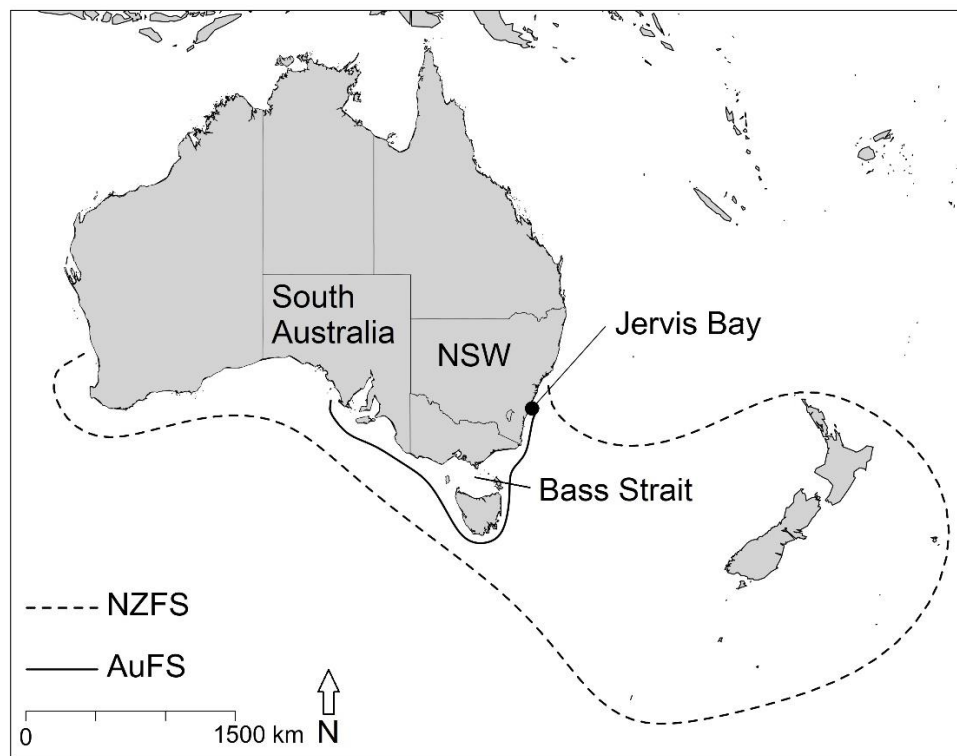 South
Australia
NSW
Jervis Bay
Bass Strait
NZFS
AuFS
0
1500 km
N